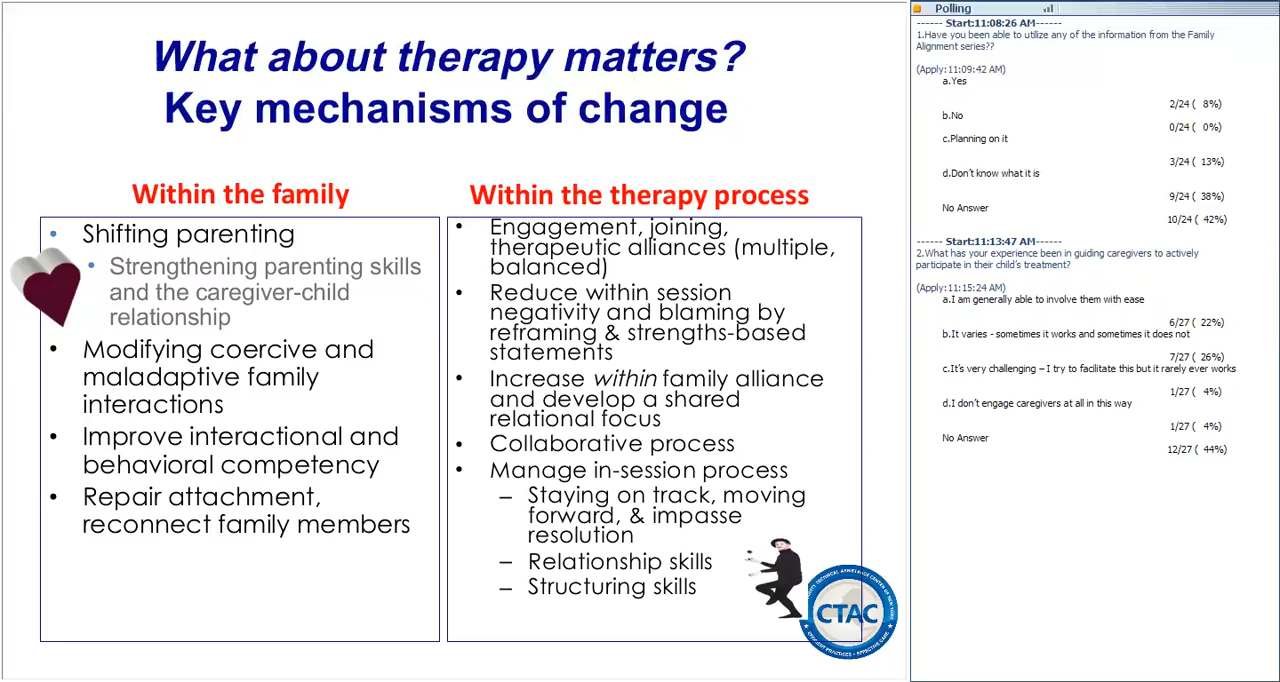 What about therapy matters?
Key mechanisms of change
Within the family
• Shifting parenting
• Strengthening parenting skills
and the caregiver-child
relationship
• Modifying coercive and
maladaptive family
interactions
• Improve interactional and
behavioral competency
• Repair attachment,
reconnect family members
Within the therapy process
• Engagement, joining,
therapeutic alliances (multiple,
balanced)
• Reduce within session
negativity and blaming by
reframing & strengths-based
statements
• Increase within family alliance
and develop a shared
relational focus
• Collaborative process
• Manage in-session process
– Staying on track, moving
forward, & impasse
resolution
– Relationship skills
– Structuring skills
CTAC
Polling
------ Start:11:08:26 AM------
1.Have you been able to utilize any of the information from the Family
Alignment series??
(Apply:11:09:42 AM)
a.Yes
2/24 ( 8%)
b.No
0/24 ( 0%)
c.Planning on it
3/24 ( 13%)
d.Don't know what it is
9/24 ( 38%)
No Answer
10/24 ( 42%)
------ Start:11:13:47 AM------
2.What has your experience been in guiding caregivers to actively
participate in their child's treatment?
(Apply:11:15:24 AM)
a.I am generally able to involve them with ease
6/27 ( 22%)
b.It varies - sometimes it works and sometimes it does not
7/27 ( 26%)
c.It's very challenging – I try to facilitate this but it rarely ever works
1/27 ( 4%)
d.I don't engage caregivers at all in this way
1/27 ( 4%)
No Answer
12/27 ( 44%)